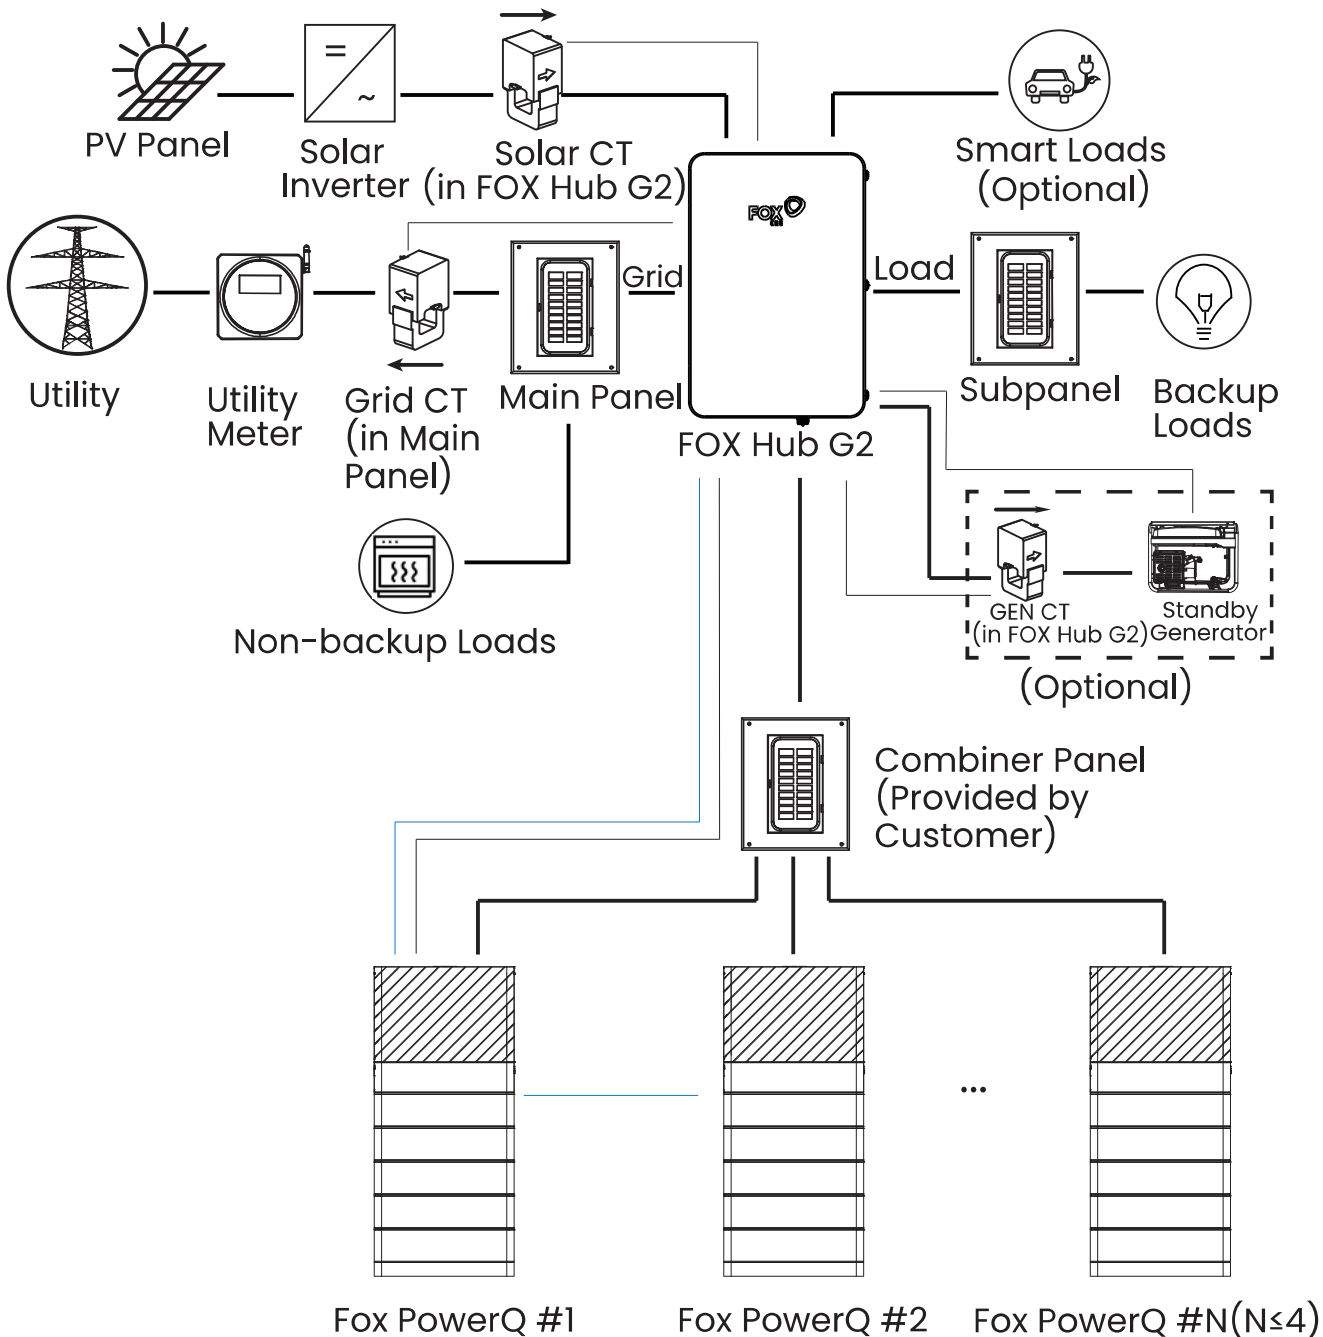 PV Panel
Solar
Inverter
Solar CT
(in FOX Hub G2)
Smart Loads
(Optional)
FOX
ESS
Utility
Utility
Meter
Grid CT
(in Main
Panel)
Main Panel
Grid
FOX Hub G2
Load
Subpanel
Backup
Loads
Non-backup Loads
GEN CT
(in FOX Hub G2)
Standby
Generator
(Optional)
Combiner Panel
(Provided by
Customer)
...
Fox PowerQ #1
Fox PowerQ #2
Fox PowerQ #N(N≤4)